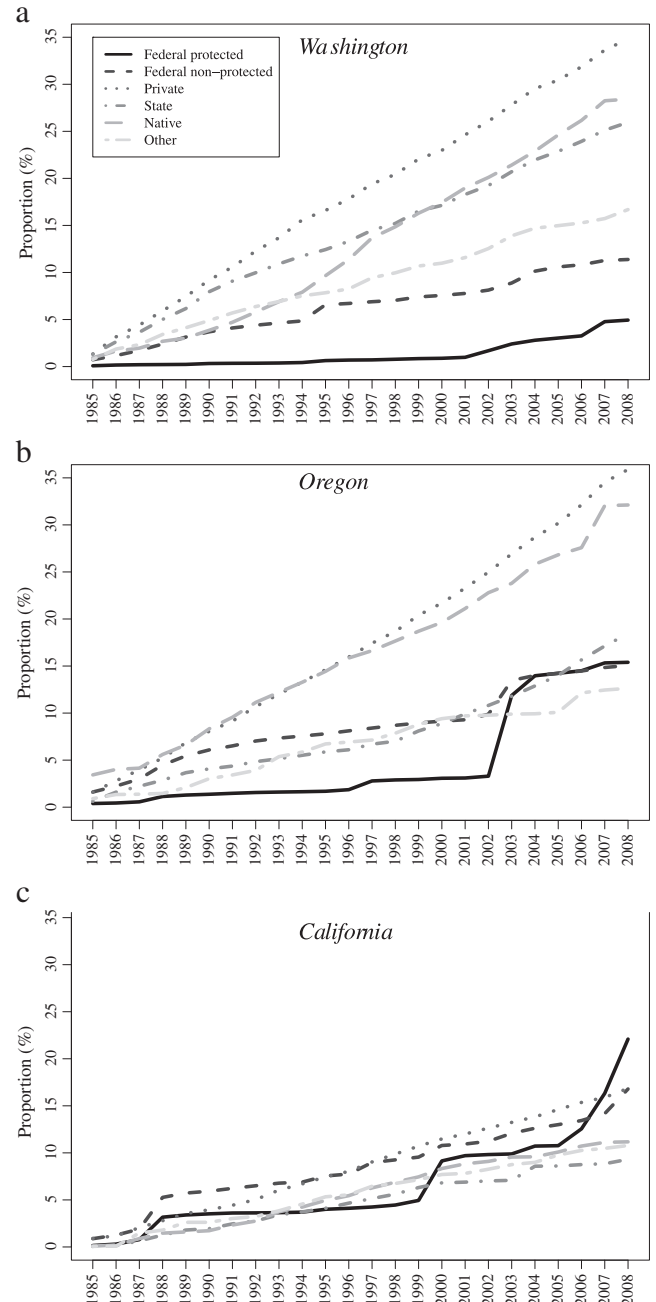 a
Washington
Federal protected
Federal non–protected
Private
State
Native
Other
Proportion (%)
0 5 10 15 20 25 30 35
1985 1986 1987 1988 1989 1990 1991 1992 1993 1994 1995 1996 1997 1998 1999 2000 2001 2002 2003 2004 2005 2006 2007 2008
b
Oregon
Proportion (%)
0 5 10 15 20 25 30 35
1985 1986 1987 1988 1989 1990 1991 1992 1993 1994 1995 1996 1997 1998 1999 2000 2001 2002 2003 2004 2005 2006 2007 2008
c
California
Proportion (%)
0 5 10 15 20 25 30 35
1985 1986 1987 1988 1989 1990 1991 1992 1993 1994 1995 1996 1997 1998 1999 2000 2001 2002 2003 2004 2005 2006 2007 2008